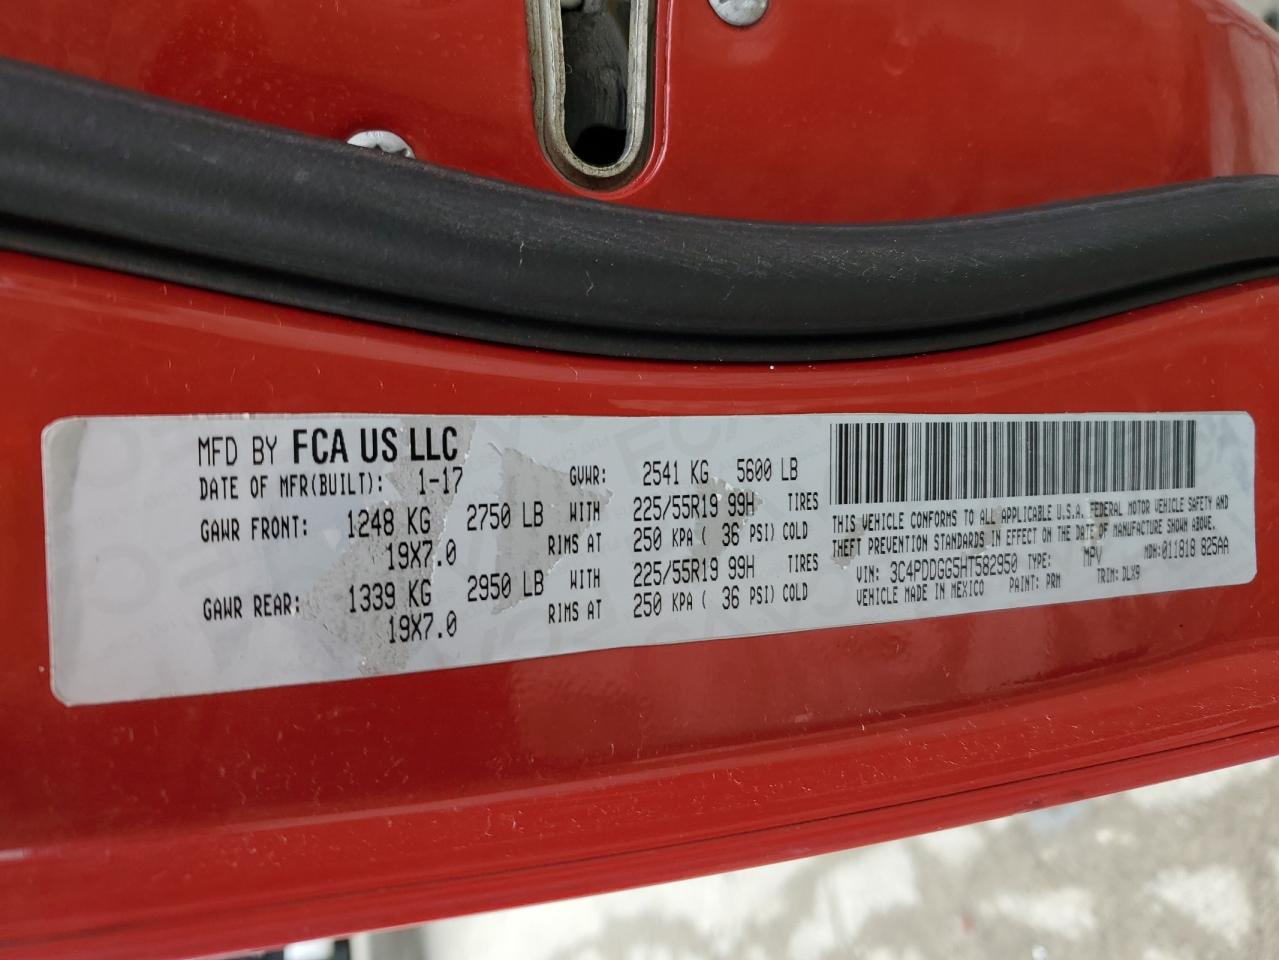 MFD BY FCA US LLC
DATE OF MFR(BUILT): 1-17 GVWR: 2541 KG 5600 LB
GAWR FRONT: 1248 KG 2750 LB WITH 225/55R19 99H TIRES
19X7.0 RIMS AT 250 KPA ( 36 PSI) COLD
GAWR REAR: 1339 KG 2950 LB WITH 225/55R19 99H TIRES
19X7.0 RIMS AT 250 KPA ( 36 PSI) COLD
THIS VEHICLE CONFORMS TO ALL APPLICABLE U.S.A. FEDERAL MOTOR VEHICLE SAFETY AND
THEFT PREVENTION STANDARDS IN EFFECT ON THE DATE OF MANUFACTURE SHOWN ABOVE.
VIN: 3C4PDDGG5HT582950 TYPE: MPV MDH:011818 825AA
VEHICLE MADE IN MEXICO PAINT: PRM TRIM: DLX9